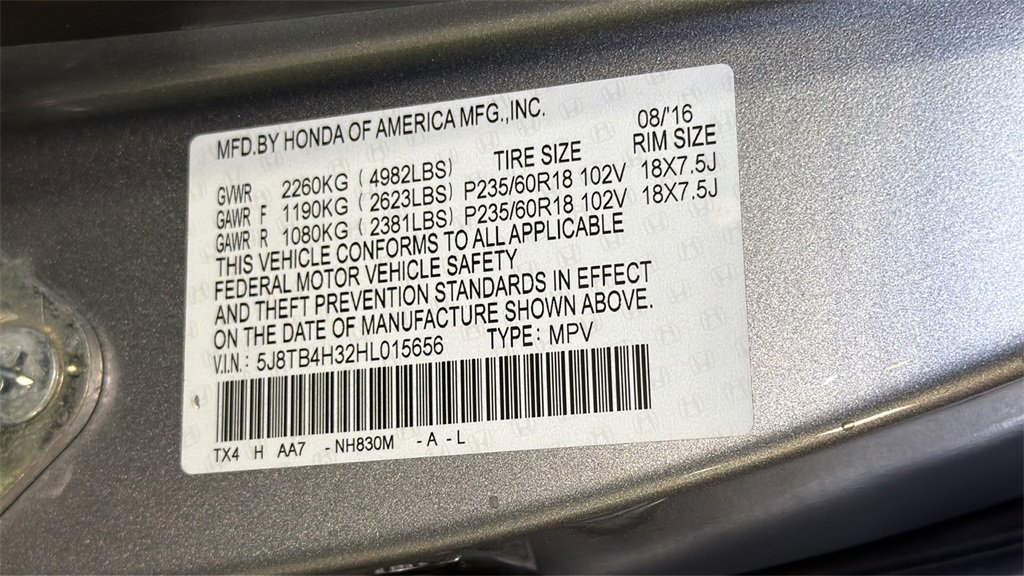 MFD.BY HONDA OF AMERICA MFG.,INC. 08/'16
TIRE SIZE RIM SIZE
GVWR 2260KG (4982LBS)
GAWR F 1190KG (2623LBS) P235/60R18 102V 18X7.5J
GAWR R 1080KG (2381LBS) P235/60R18 102V 18X7.5J
THIS VEHICLE CONFORMS TO ALL APPLICABLE
FEDERAL MOTOR VEHICLE SAFETY
AND THEFT PREVENTION STANDARDS IN EFFECT
ON THE DATE OF MANUFACTURE SHOWN ABOVE.
V.I.N: 5J8TB4H32HL015656 TYPE: MPV
TX4 H AA7 -NH830M -A -L